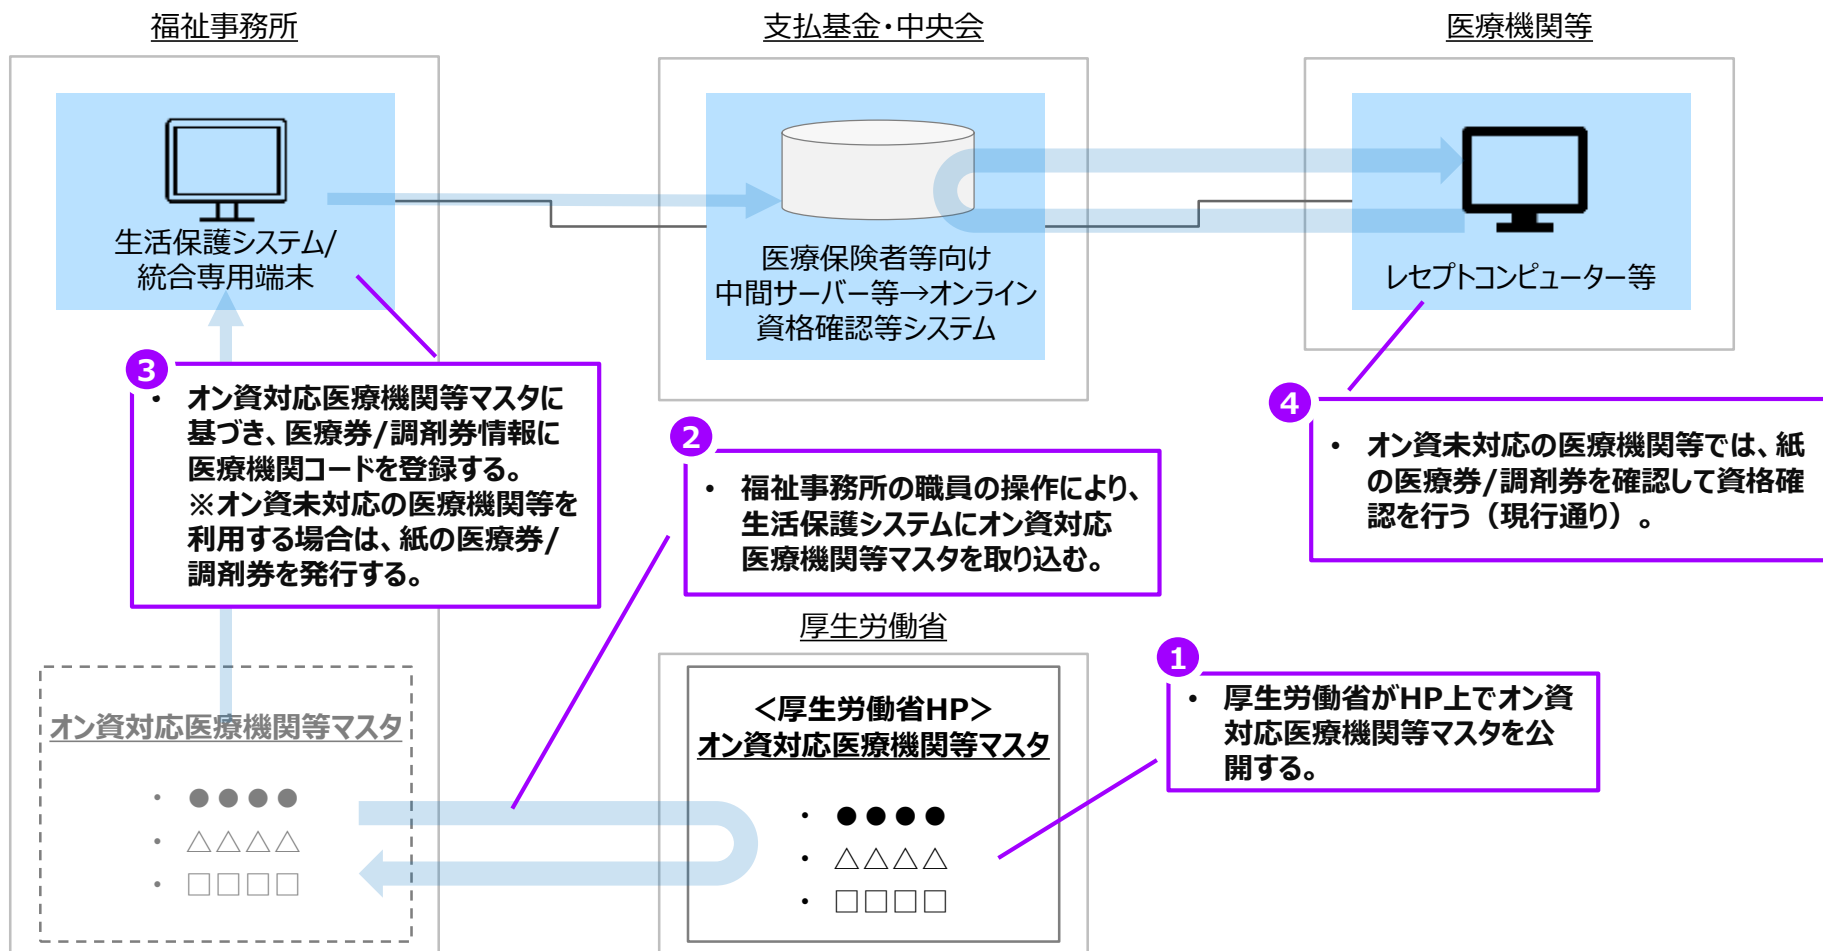 福祉事務所
支払基金・中央会
医療機関等
生活保護システム/
統合専用端末
医療保険者等向け
中間サーバー等→オンライン
資格確認等システム
レセプトコンピューター等
3
・ オン資対応医療機関等マスタに
基づき、医療券/調剤券情報に
医療機関コードを登録する。
※オン資未対応の医療機関等を
利用する場合は、紙の医療券/
調剤券を発行する。
2
・ 福祉事務所の職員の操作により、
生活保護システムにオン資対応
医療機関等マスタを取り込む。
4
・ オン資未対応の医療機関等では、紙
の医療券/調剤券を確認して資格確
認を行う（現行通り）。
厚生労働省
1
・ 厚生労働省がHP上でオン資
対応医療機関等マスタを公
開する。
オン資対応医療機関等マスタ
・ ●●●●
・ △△△△
・ □□□□
＜厚生労働省HP＞
オン資対応医療機関等マスタ
・ ●●●●
・ △△△△
・ □□□□